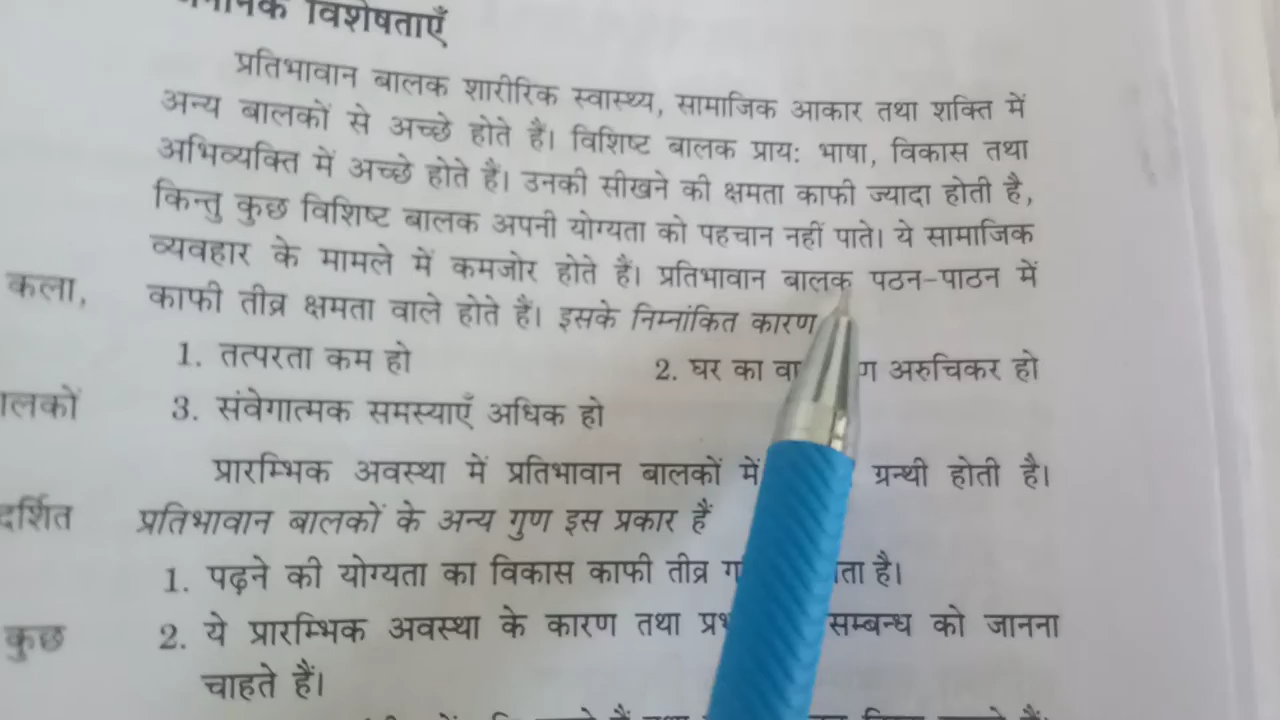 विशेषताएँ
प्रतिभावान बालक शारीरिक स्वास्थ्य, सामाजिक आकार तथा शक्ति में
अन्य बालकों से अच्छे होते हैं। विशिष्ट बालक प्रायः भाषा, विकास तथा
अभिव्यक्ति में अच्छे होते हैं। उनकी सीखने की क्षमता काफी ज्यादा होती है,
किन्तु कुछ विशिष्ट बालक अपनी योग्यता को पहचान नहीं पाते। ये सामाजिक
व्यवहार के मामले में कमजोर होते हैं। प्रतिभावान बालक पठन-पाठन में
कला, काफी तीव्र क्षमता वाले होते हैं। इसके निम्नांकित कारण
1. तत्परता कम हो 2. घर का अरुचिकर हो
3. संवेगात्मक समस्याएँ अधिक हो
प्रारम्भिक अवस्था में प्रतिभावान बालकों में ग्रन्थी होती है।
प्रतिभावान बालकों के अन्य गुण इस प्रकार हैं
1. पढ़ने की योग्यता का विकास काफी तीव्र है।
कुछ 2. ये प्रारम्भिक अवस्था के कारण तथा सम्बन्ध को जानना
चाहते हैं।